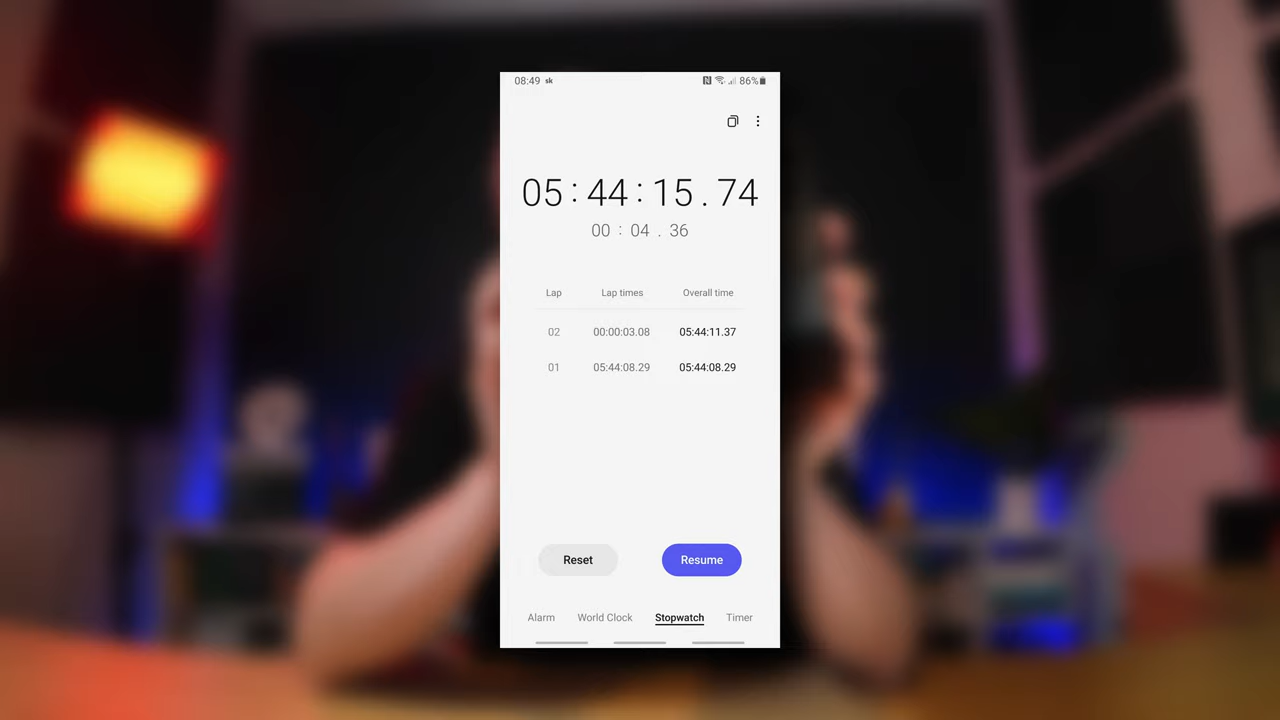 08:49 sk 86%
05:44:15.74
00:04.36
Lap Lap times Overall time
02 00:00:03.08 05:44:11.37
01 05:44:08.29 05:44:08.29
Reset Resume
Alarm World Clock Stopwatch Timer